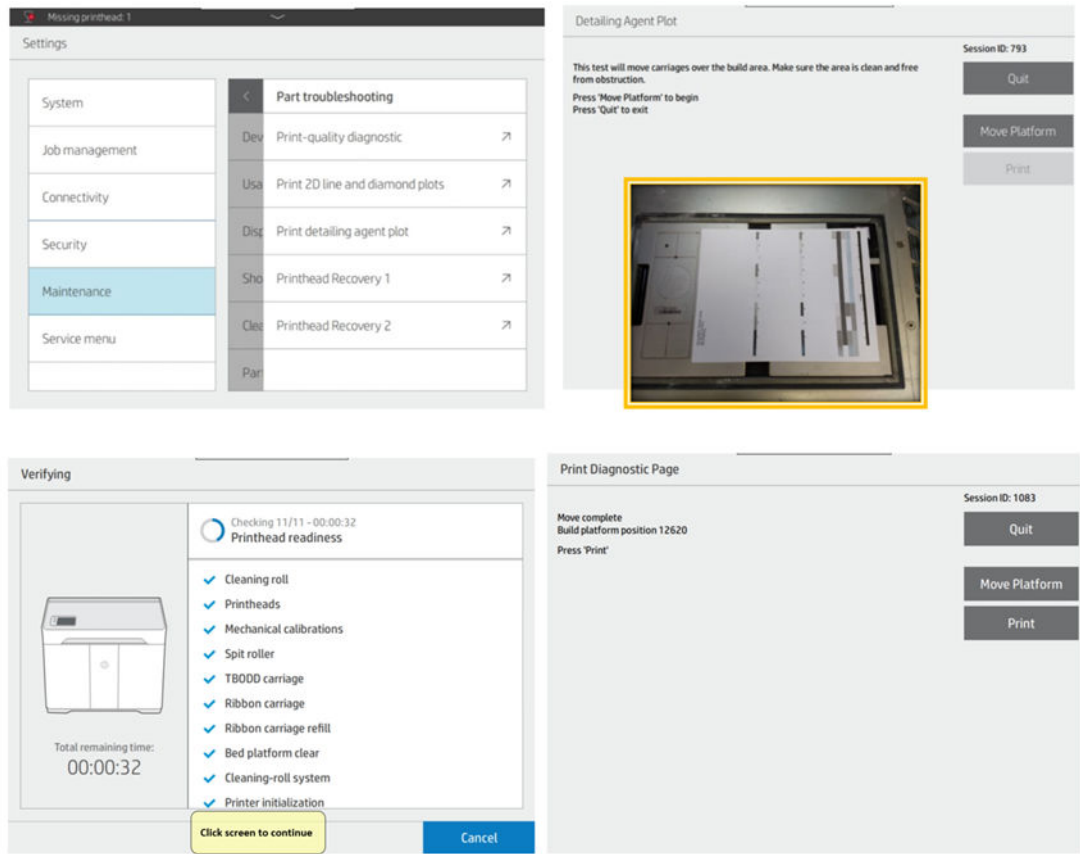 Missing printhead: 1
Settings
System
Job management
Connectivity
Security
Maintenance
Service menu
Part troubleshooting
Dev
Print-quality diagnostic
Usa
Print 2D line and diamond plots
Disp
Print detailing agent plot
Sho
Printhead Recovery 1
Clea
Printhead Recovery 2
Par
Detailing Agent Plot
This test will move carriages over the build area. Make sure the area is clean and free
from obstruction.
Press 'Move Platform' to begin
Press 'Quit' to exit
Session ID: 793
Quit
Move Platform
Print
Verifying
Total remaining time:
00:00:32
Checking 11/11 - 00:00:32
Printhead readiness
Cleaning roll
Printheads
Mechanical calibrations
Spit roller
TBODD carriage
Ribbon carriage
Ribbon carriage refill
Bed platform clear
Cleaning-roll system
Printer initialization
Click screen to continue
Cancel
Print Diagnostic Page
Move complete
Build platform position 12620
Press 'Print'
Session ID: 1083
Quit
Move Platform
Print